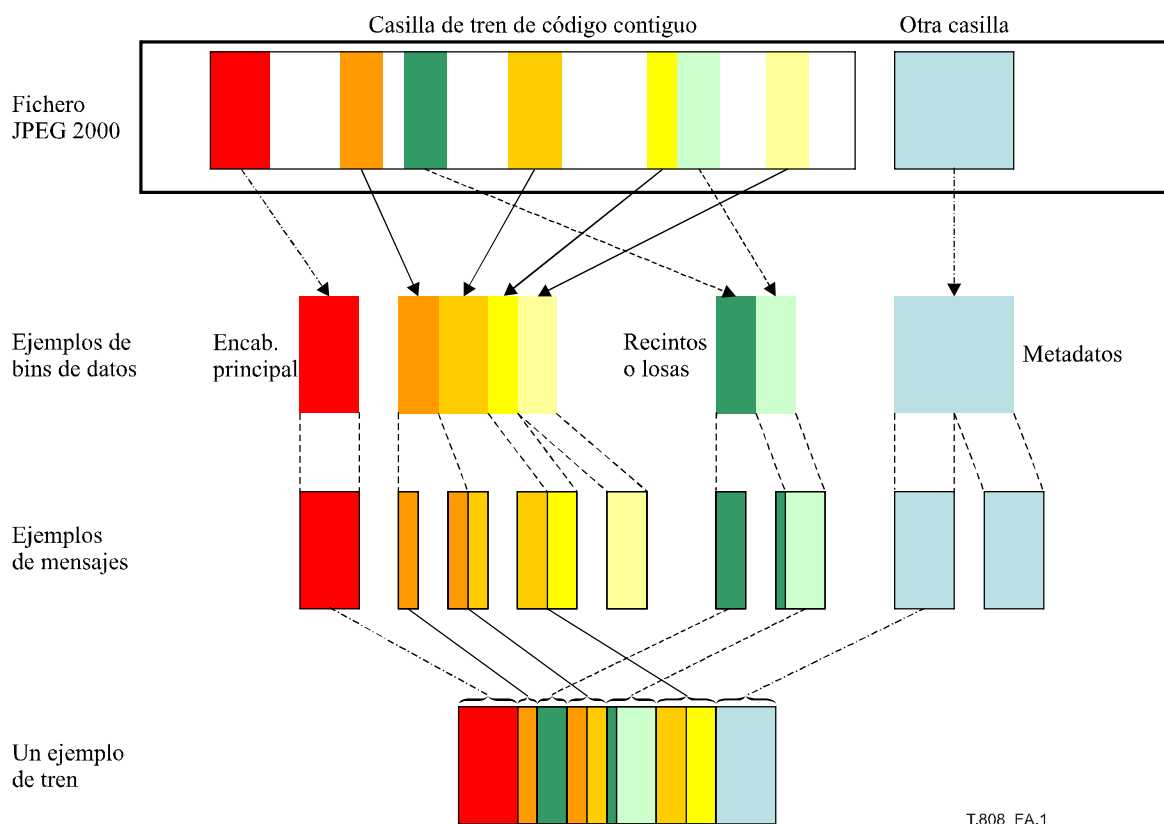 Casilla de tren de código contiguo
Otra casilla
Fichero
JPEG 2000
Ejemplos de
bins de datos
Encab.
principal
Recintos
o losas
Metadatos
Ejemplos
de mensajes
Un ejemplo
de tren
T.808_FA.1